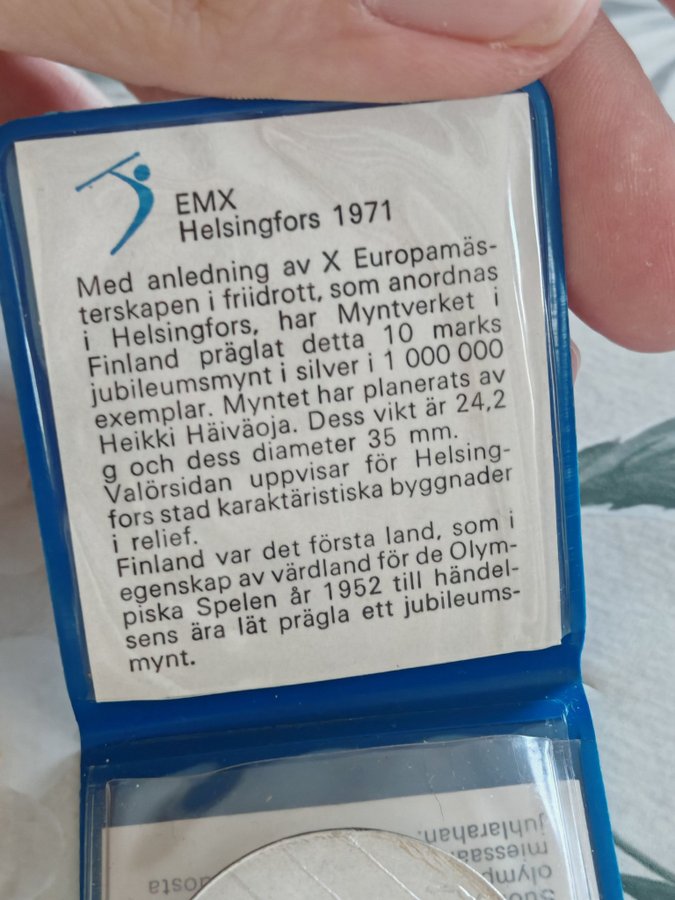 EMX
Helsingfors 1971
Med anledning av X Europamäs-
terskapen i friidrott, som anordnas
i Helsingfors, har Myntverket i
Finland präglat detta 10 marks
jubileumsmynt i silver i 1 000 000
exemplar. Myntet har planerats av
Heikki Häiväoja. Dess vikt är 24,2
g och dess diameter 35 mm.
Valörsidan uppvisar för Helsing-
fors stad karaktäristiska byggnader
i relief.
Finland var det första land, som i
egenskap av värdland för de Olym-
piska Spelen år 1952 till händel-
sens ära lät prägla ett jubileums-
mynt.
juhlarahan.